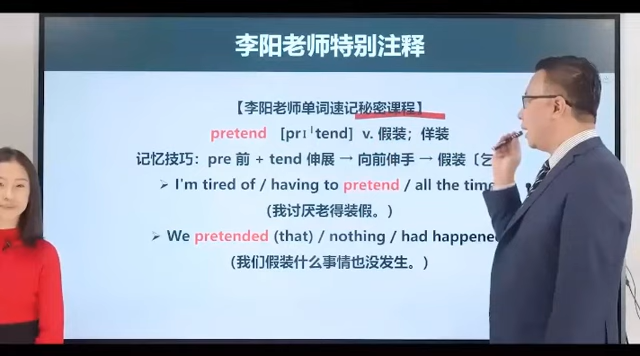 李阳老师特别注释
【李阳老师单词速记秘密课程】
pretend [prɪˈtend] v. 假装；佯装
记忆技巧：pre 前 + tend 伸展 → 向前伸手 → 假装〔乞
➢ I'm tired of / having to pretend / all the time
（我讨厌老得装假。）
➢ We pretended (that) / nothing / had happene
（我们假装什么事情也没发生。）